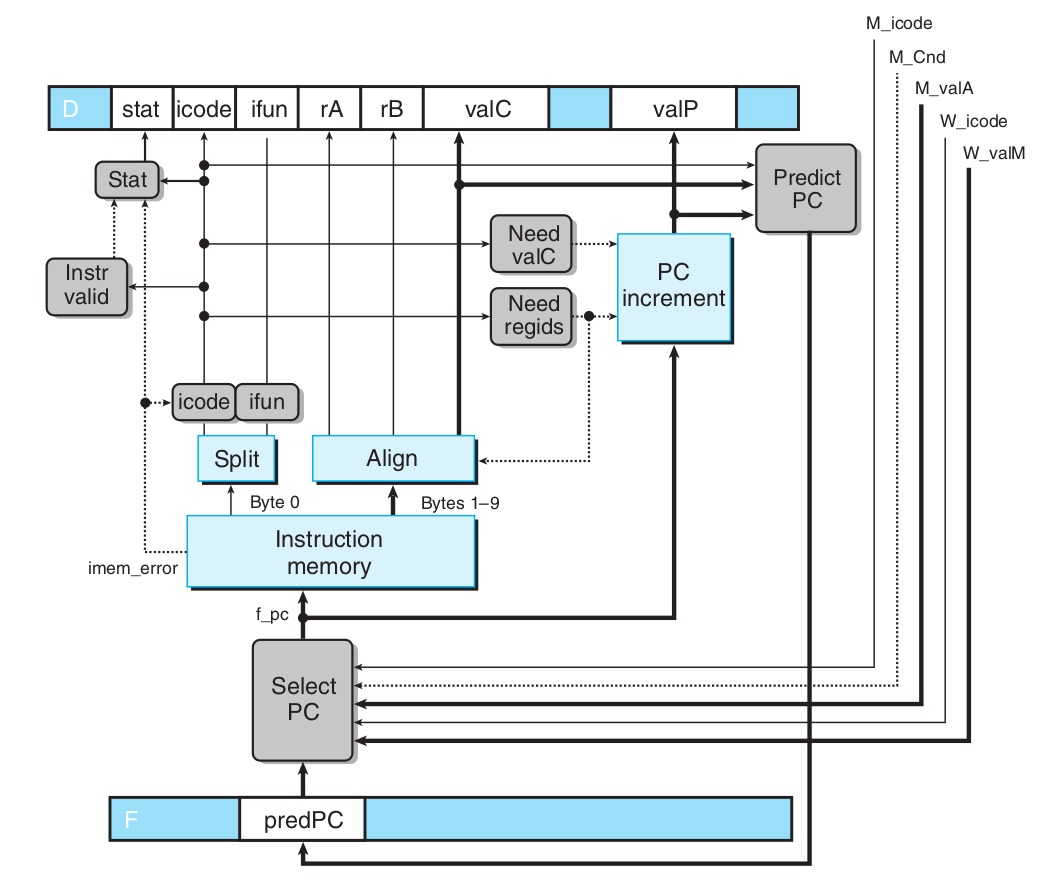 M_icode
M_Cnd
M_valA
W_icode
W_valM
D
stat
icode
ifun
rA
rB
valC
valP
Stat
Predict
PC
Need
valC
Instr
valid
PC
increment
Need
regids
icode
ifun
Split
Align
Byte 0
Bytes 1–9
Instruction
memory
imem_error
f_pc
Select
PC
F
predPC